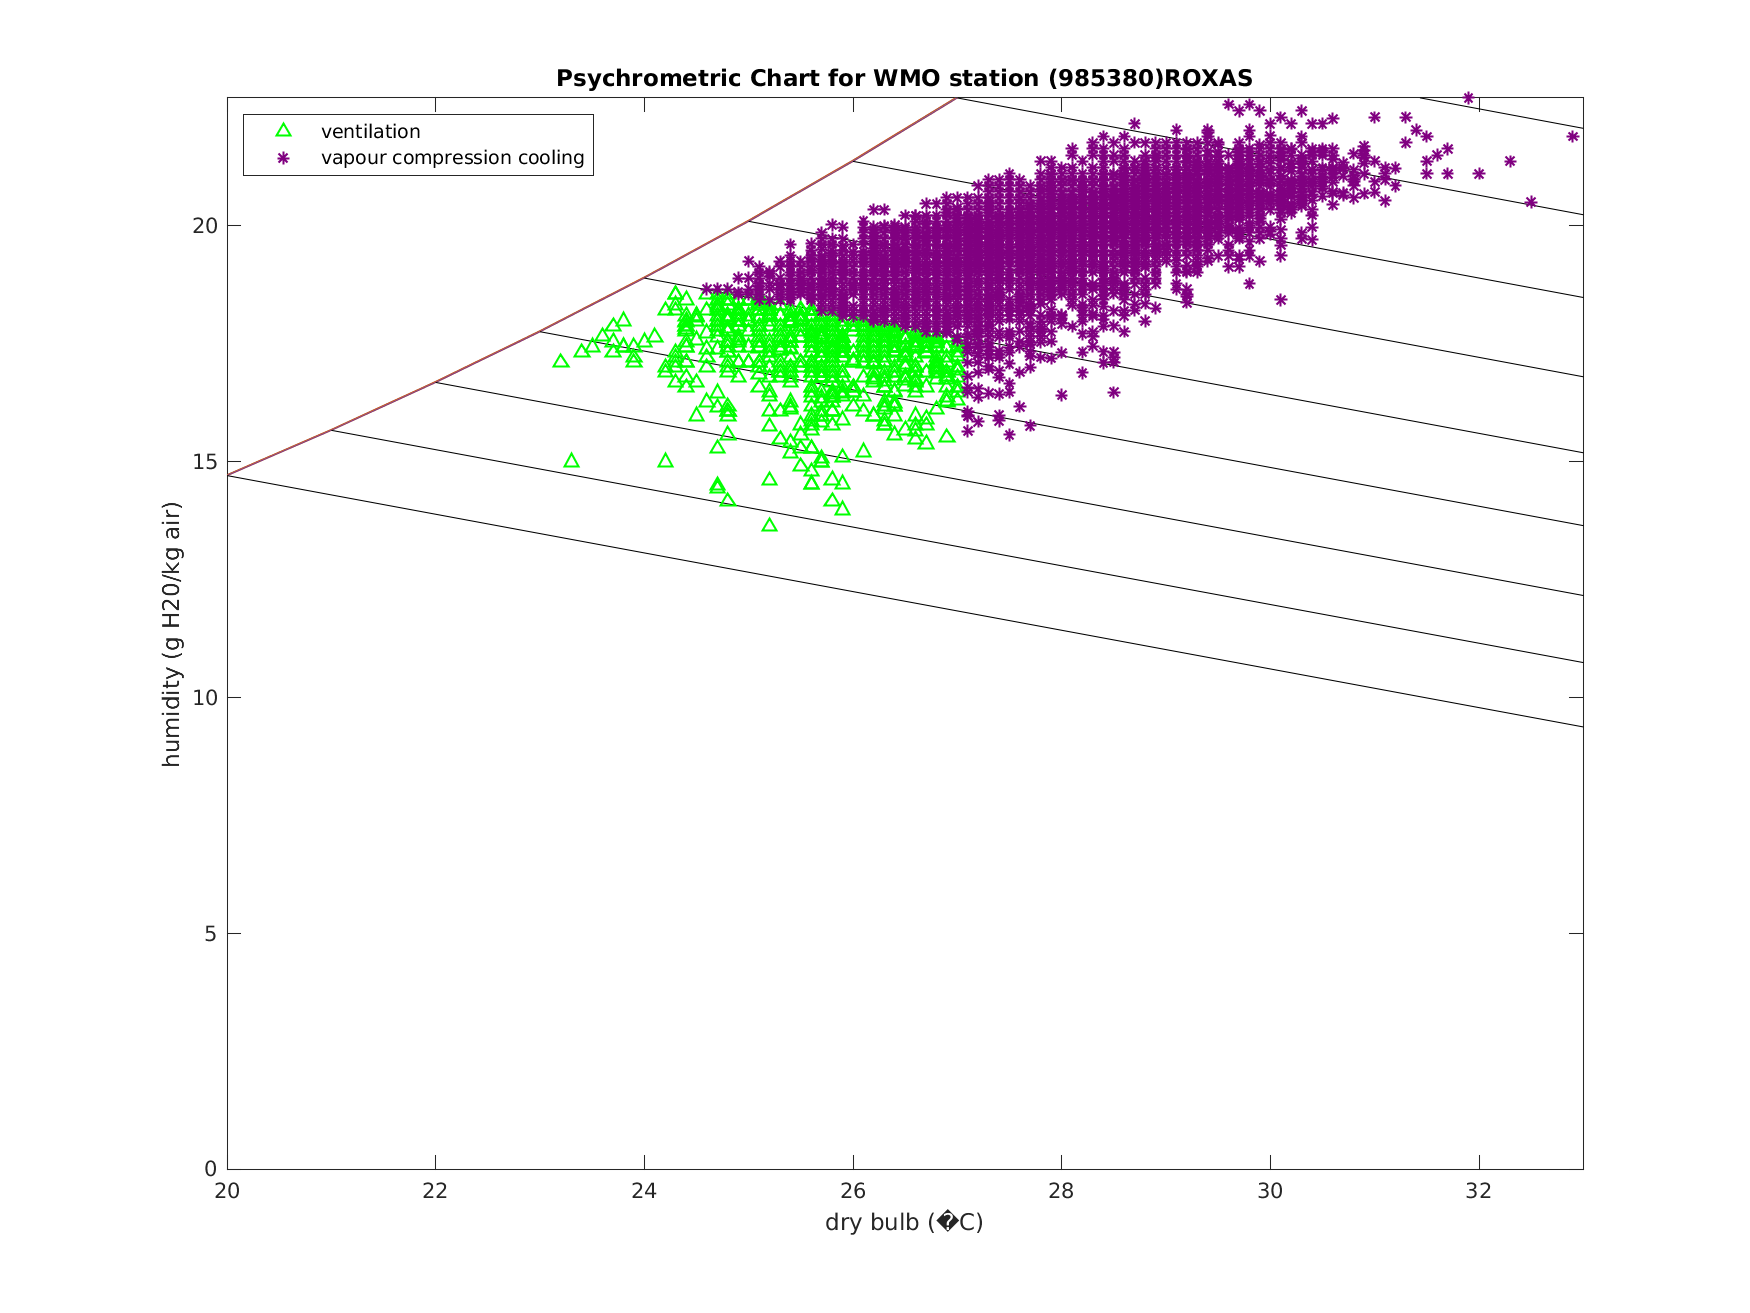 Psychrometric Chart for WMO station (985380)ROXAS
ventilation
vapour compression cooling
humidity (g H20/kg air)
20
15
10
5
0
20 22 24 26 28 30 32
dry bulb (�C)